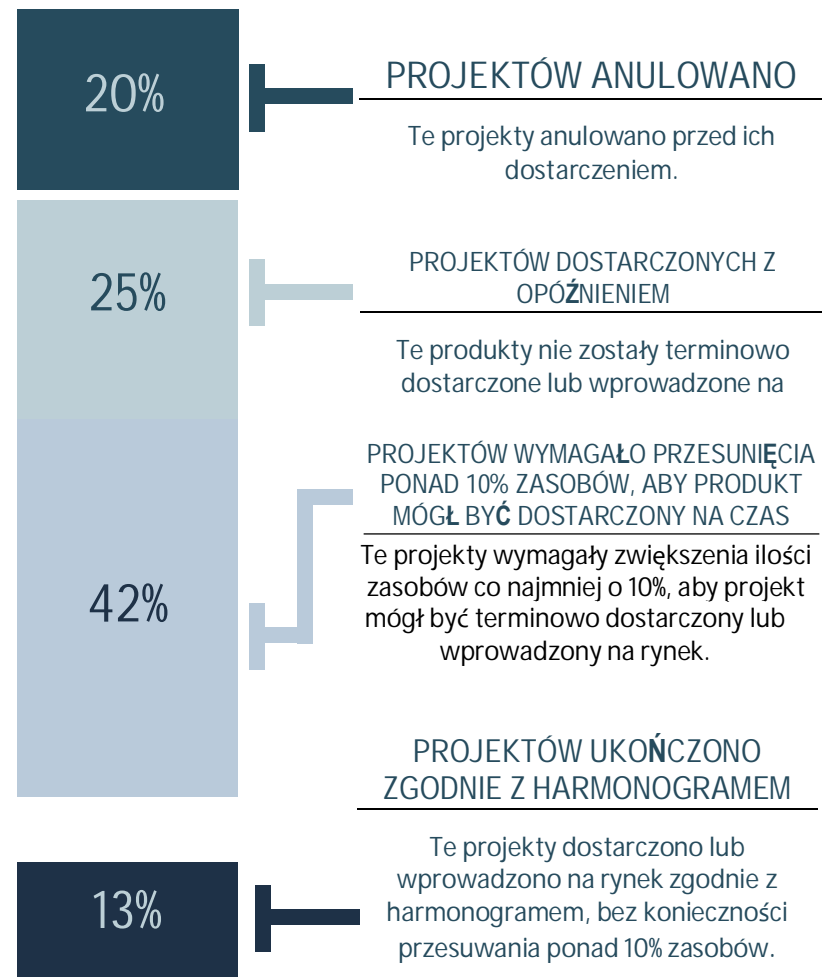 20%
PROJEKTÓW ANULOWANO
Te projekty anulowano przed ich
dostarczeniem.
25%
PROJEKTÓW DOSTARCZONYCH Z
OPÓŹNIENIEM
Te produkty nie zostały terminowo
dostarczone lub wprowadzone na
42%
PROJEKTÓW WYMAGAŁO PRZESUNIĘCIA
PONAD 10% ZASOBÓW, ABY PRODUKT
MÓGŁ BYĆ DOSTARCZONY NA CZAS
Te projekty wymagały zwiększenia ilości
zasobów co najmniej o 10%, aby projekt
mógł być terminowo dostarczony lub
wprowadzony na rynek.
PROJEKTÓW UKOŃCZONO
ZGODNIE Z HARMONOGRAMEM
13%
Te projekty dostarczono lub
wprowadzono na rynek zgodnie z
harmonogramem, bez konieczności
przesuwania ponad 10% zasobów.